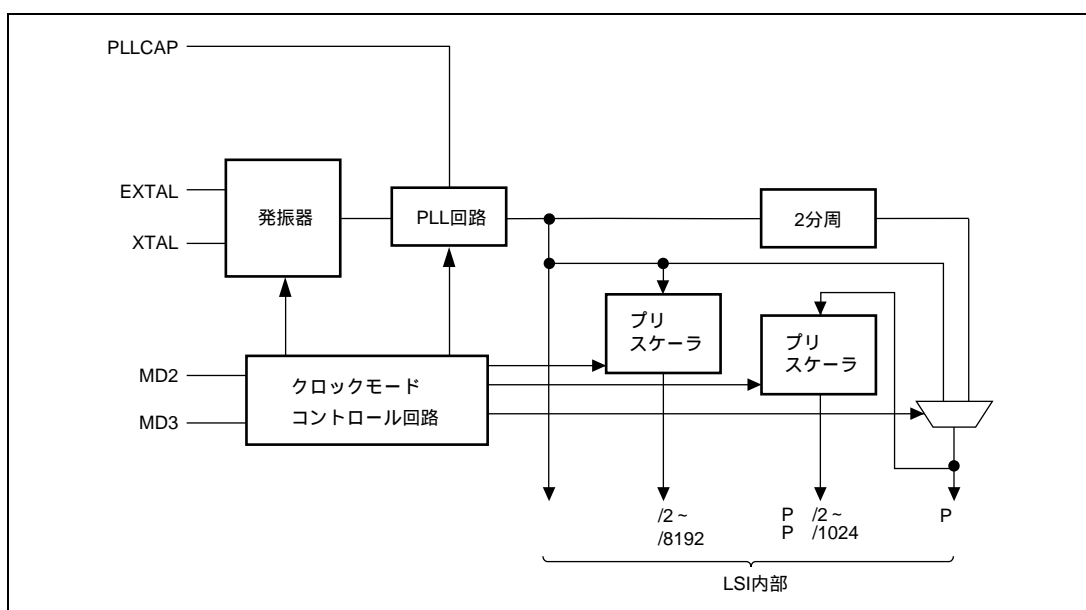 PLLCAP
EXTAL
XTAL
発振器
PLL回路
2分周
プリ
スケーラ
プリ
スケーラ
MD2
MD3
クロックモード
コントロール回路
/2~
/8192
P /2~
P /1024
P
LSI内部